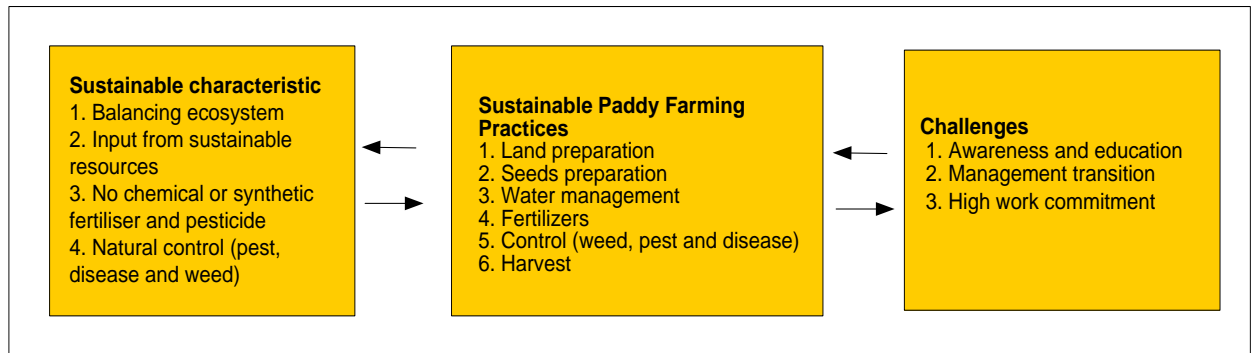 Sustainable characteristic
1. Balancing ecosystem
2. Input from sustainable
resources
3. No chemical or synthetic
fertiliser and pesticide
4. Natural control (pest,
disease and weed)
Sustainable Paddy Farming
Practices
1. Land preparation
2. Seeds preparation
3. Water management
4. Fertilizers
5. Control (weed, pest and disease)
6. Harvest
Challenges
1. Awareness and education
2. Management transition
3. High work commitment